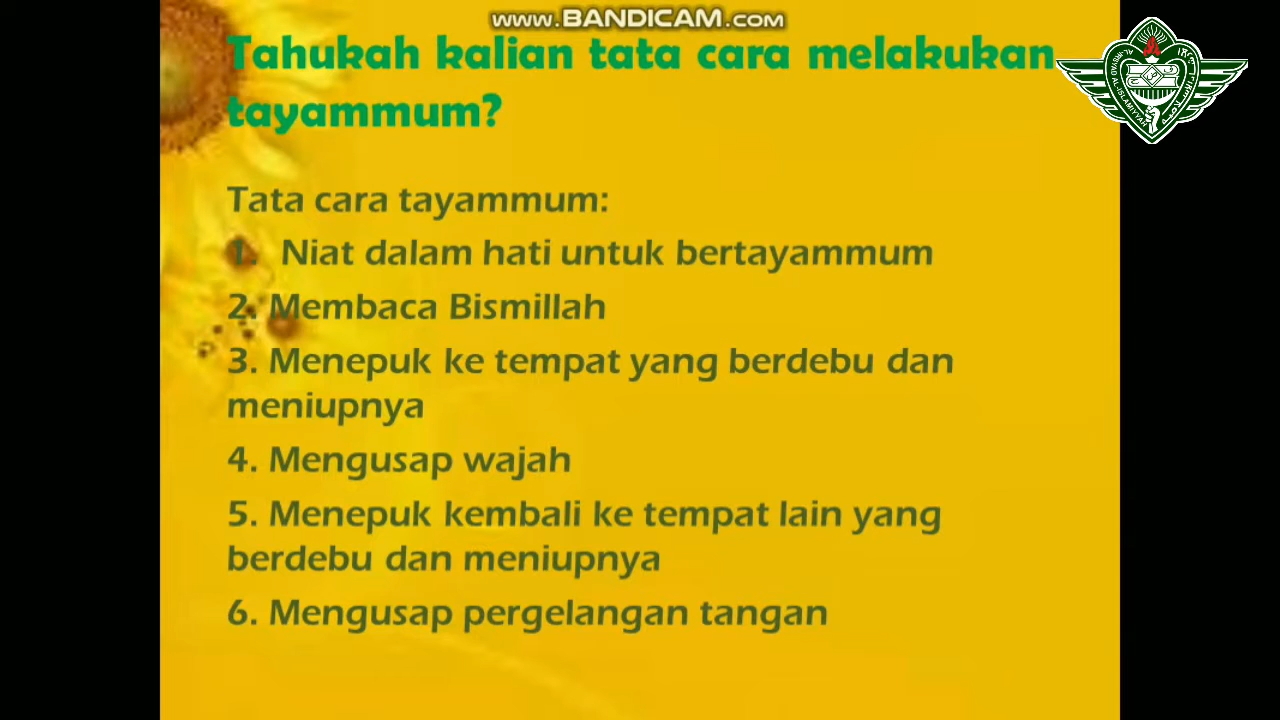 www.BANDICAM.com
Tahukah kalian tata cara melakukan
tayammum?
Tata cara tayammum:
1. Niat dalam hati untuk bertayammum
2. Membaca Bismillah
3. Menepuk ke tempat yang berdebu dan
meniupnya
4. Mengusap wajah
5. Menepuk kembali ke tempat lain yang
berdebu dan meniupnya
6. Mengusap pergelangan tangan